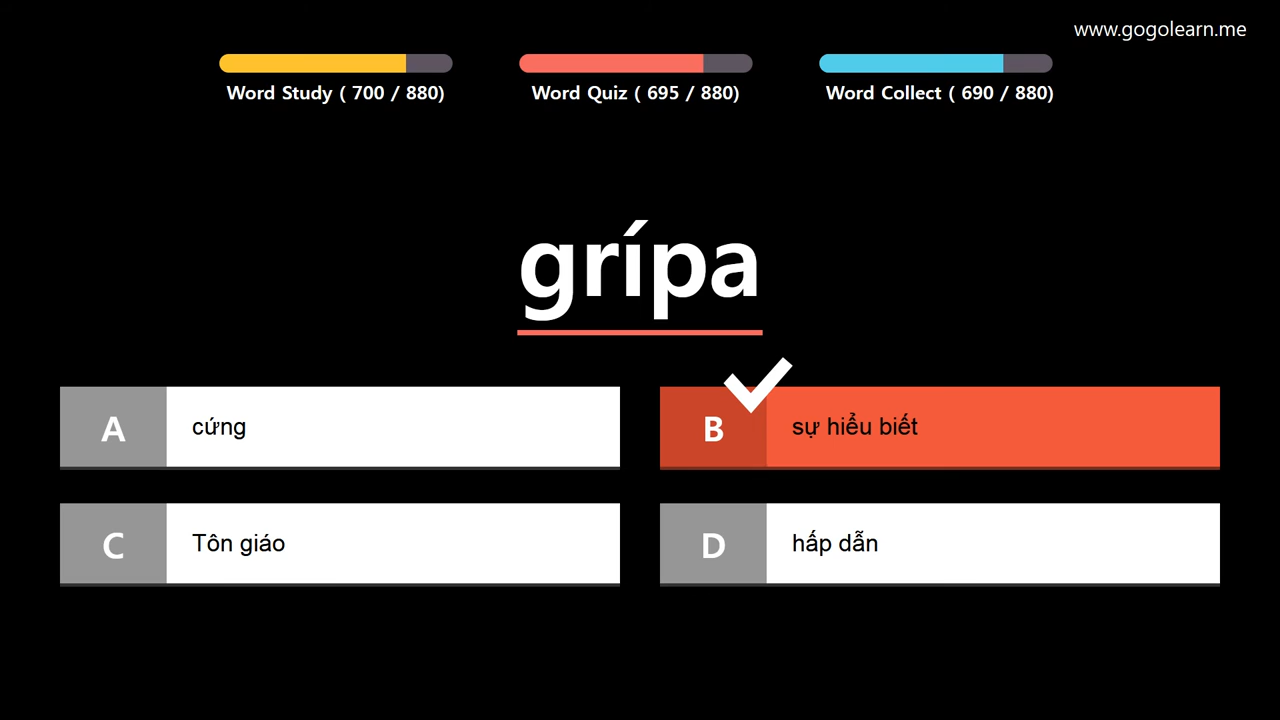 www.gogolearn.me
Word Study ( 700 / 880)
Word Quiz ( 695 / 880)
Word Collect ( 690 / 880)
grípa
A cứng
B sự hiểu biết
C Tôn giáo
D hấp dẫn